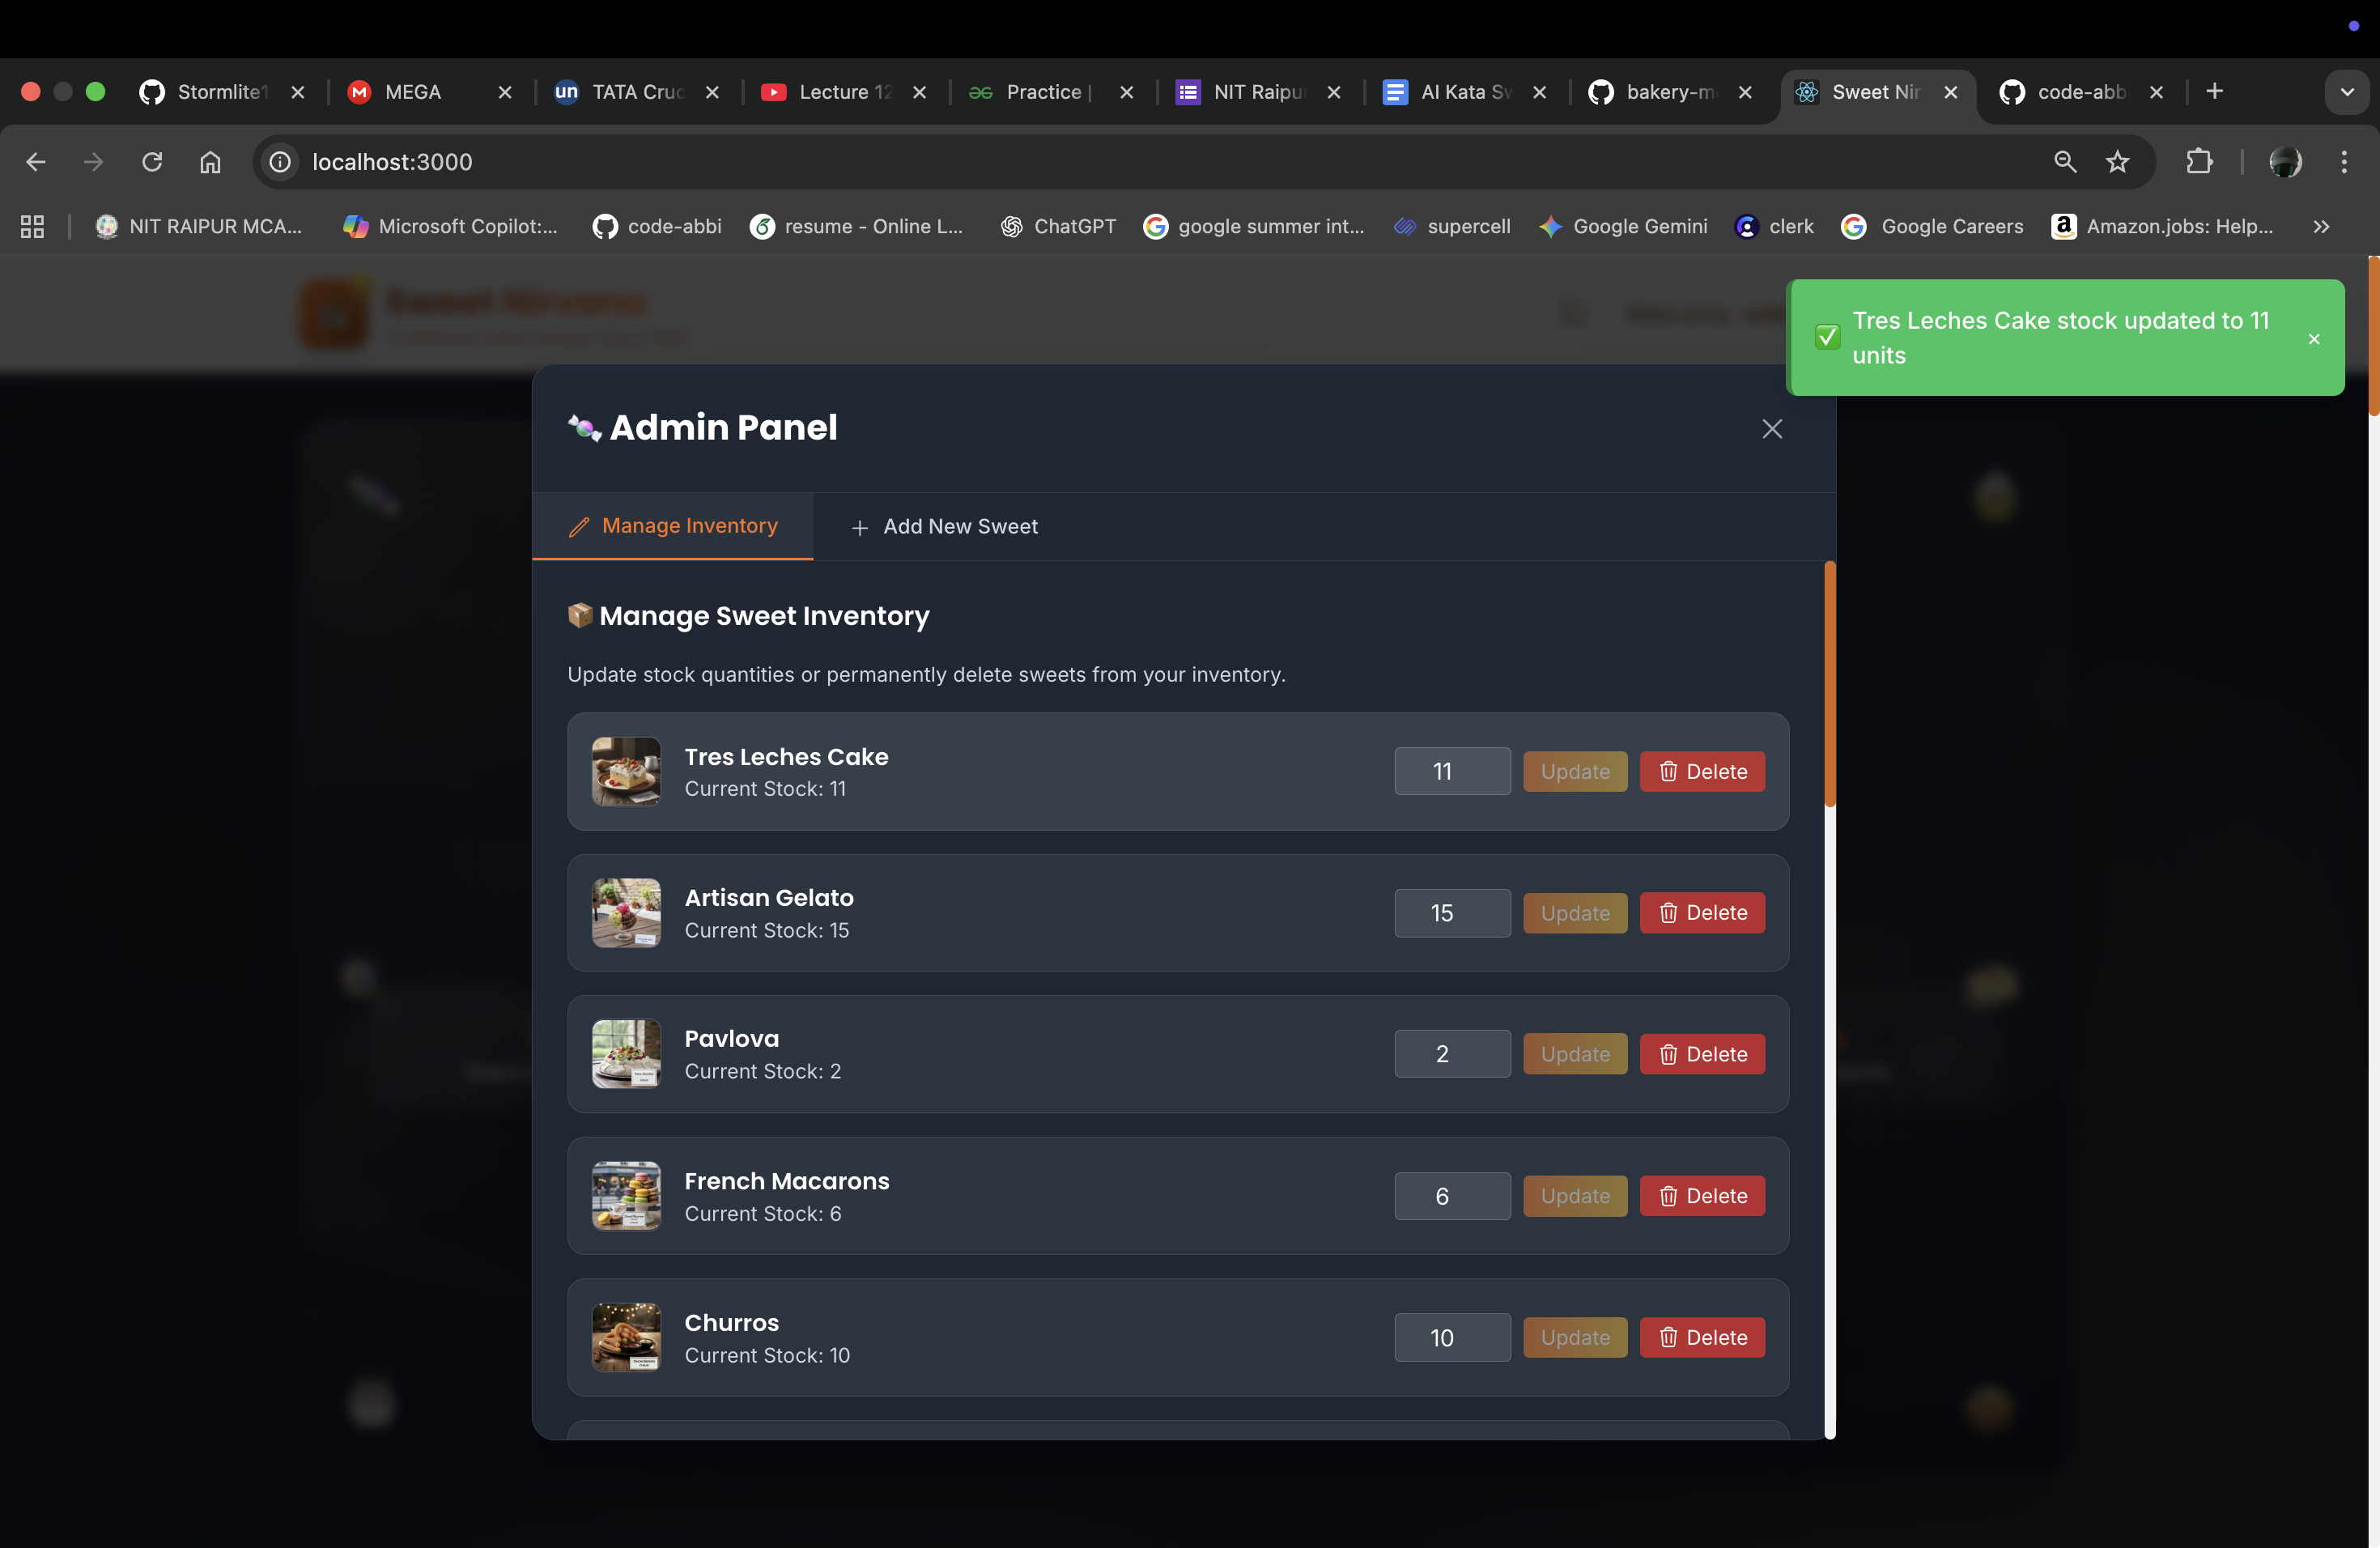 Stormlite1
MEGA
un TATA Cruc
Lecture 12
Practice |
NIT Raipur
AI Kata Sw
bakery-m
Sweet Nir
code-abb
localhost:3000
NIT RAIPUR MCA...
Microsoft Copilot:...
code-abbi
resume - Online L...
ChatGPT
google summer int...
supercell
Google Gemini
clerk
Google Careers
Amazon.jobs: Help...
Sweet Nirvana
Tres Leches Cake stock updated to 11
units
Admin Panel
Manage Inventory
Add New Sweet
Manage Sweet Inventory
Update stock quantities or permanently delete sweets from your inventory.
Tres Leches Cake
Current Stock: 11
11 Update Delete
Artisan Gelato
Current Stock: 15
15 Update Delete
Pavlova
Current Stock: 2
2 Update Delete
French Macarons
Current Stock: 6
6 Update Delete
Churros
Current Stock: 10
10 Update Delete